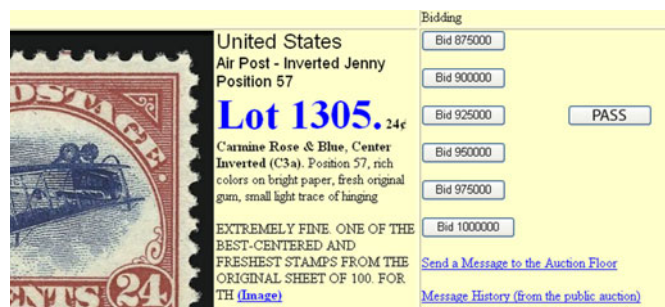 POSTAGE
CENTS 24
United States
Air Post - Inverted Jenny
Position 57
Lot 1305. 24¢
Carmine Rose & Blue, Center
Inverted (C3a). Position 57, rich
colors on bright paper, fresh original
gum, small light trace of hinging
EXTREMELY FINE. ONE OF THE
BEST-CENTERED AND
FRESHEST STAMPS FROM THE
ORIGINAL SHEET OF 100. FOR
TH (Image)
Bidding
Bid 875000
Bid 900000
Bid 925000
PASS
Bid 950000
Bid 975000
Bid 1000000
Send a Message to the Auction Floor
Message History (from the public auction)